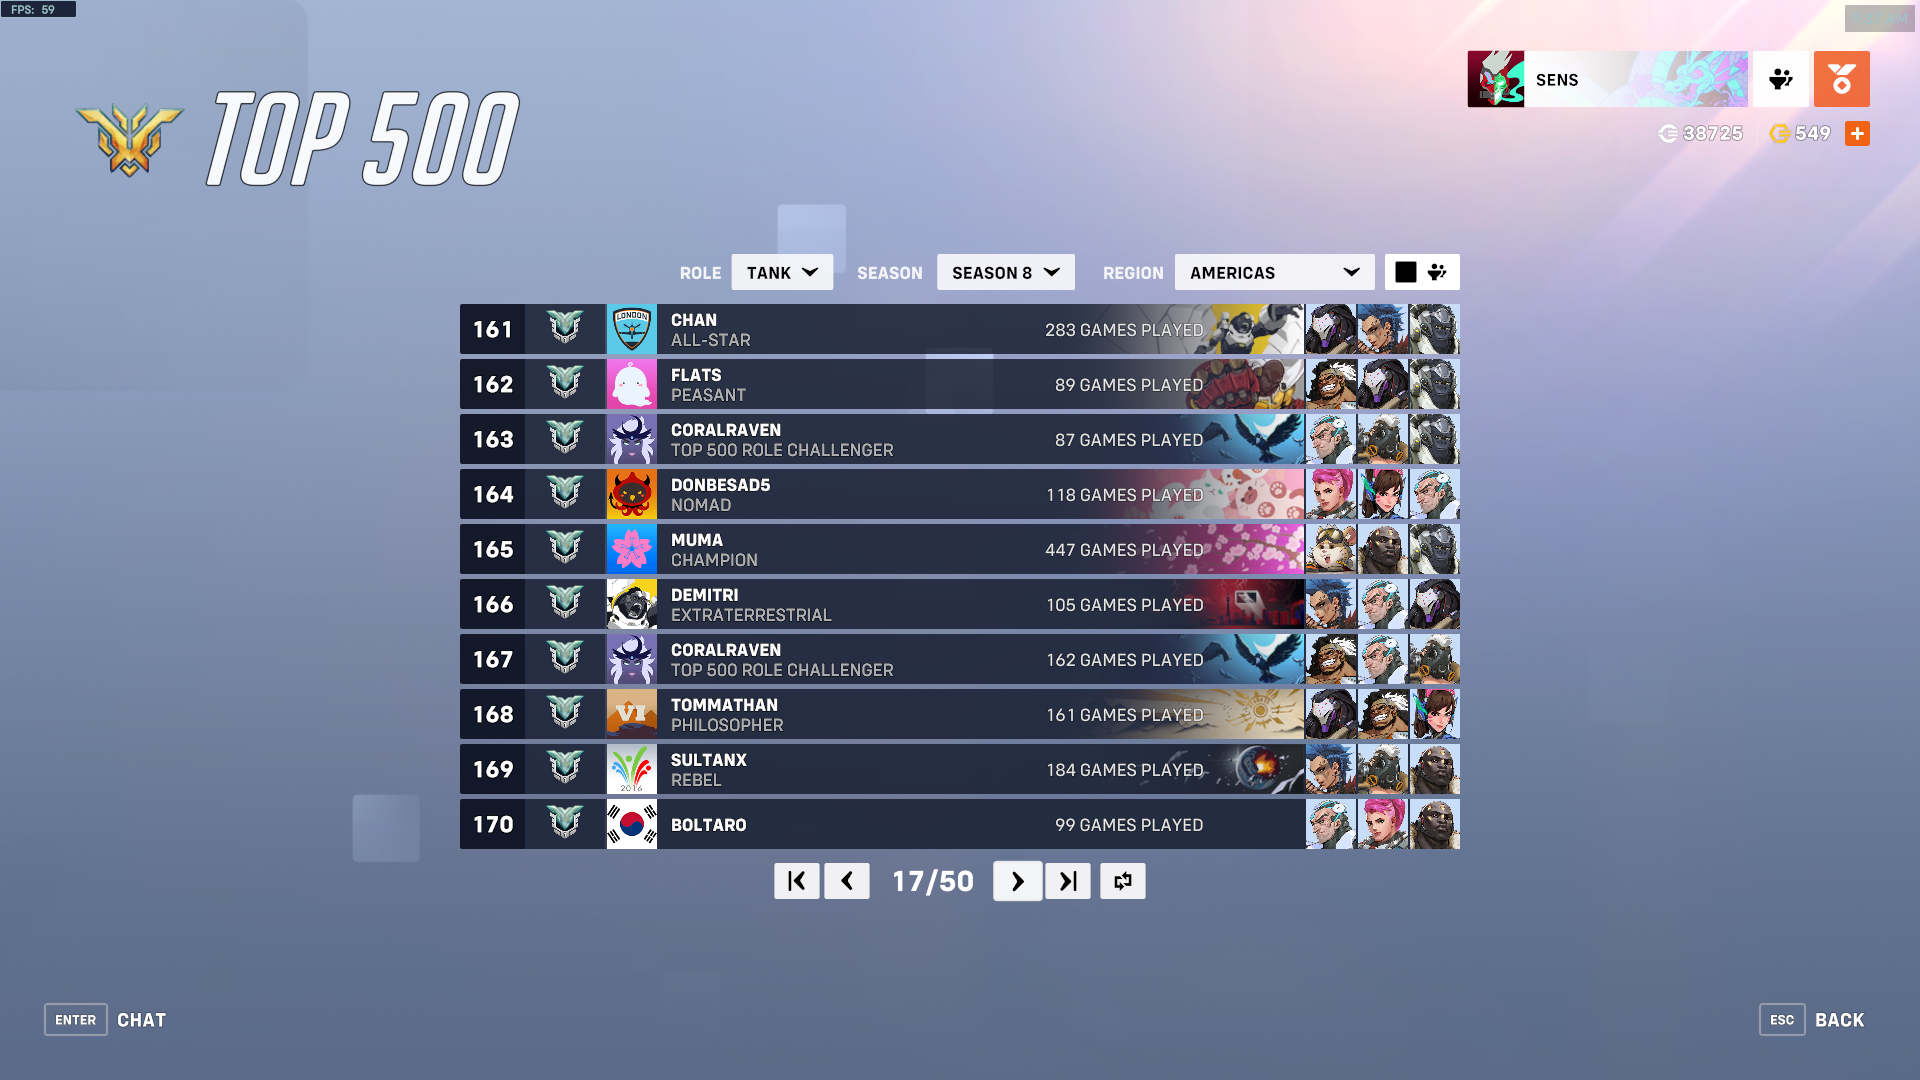 FPS: 59
TOP 500
SENS
38725 549
ROLE TANK SEASON SEASON 8 REGION AMERICAS
161 LONDON CHAN 283 GAMES PLAYED
ALL-STAR
162 FLATS 89 GAMES PLAYED
PEASANT
163 CORALRAVEN 87 GAMES PLAYED
TOP 500 ROLE CHALLENGER
164 DONBESAD5 118 GAMES PLAYED
NOMAD
165 MUMA 447 GAMES PLAYED
CHAMPION
166 DEMITRI 105 GAMES PLAYED
EXTRATERRESTRIAL
167 CORALRAVEN 162 GAMES PLAYED
TOP 500 ROLE CHALLENGER
168 VI TOMMATHAN 161 GAMES PLAYED
PHILOSOPHER
169 2016 SULTANX 184 GAMES PLAYED
REBEL
170 BOLTARO 99 GAMES PLAYED
17/50
ENTER CHAT
ESC BACK